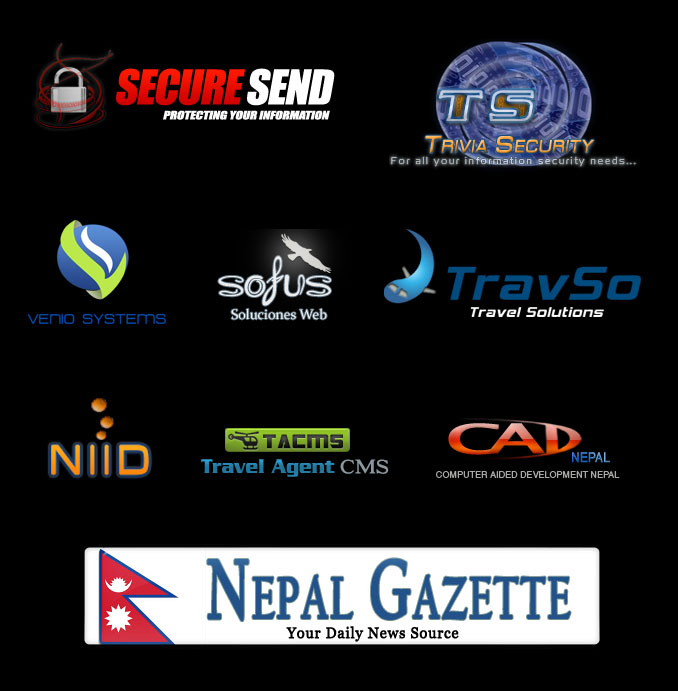 SECURE SEND
PROTECTING YOUR INFORMATION
TS
TRIVIA SECURITY
For all your information security needs...
VENIO SYSTEMS
sofus
Soluciones Web
TravSo
Travel Solutions
NIID
TACMS
Travel Agent CMS
CAD
NEPAL
COMPUTER AIDED DEVELOPMENT NEPAL
NEPAL GAZETTE
Your Daily News Source